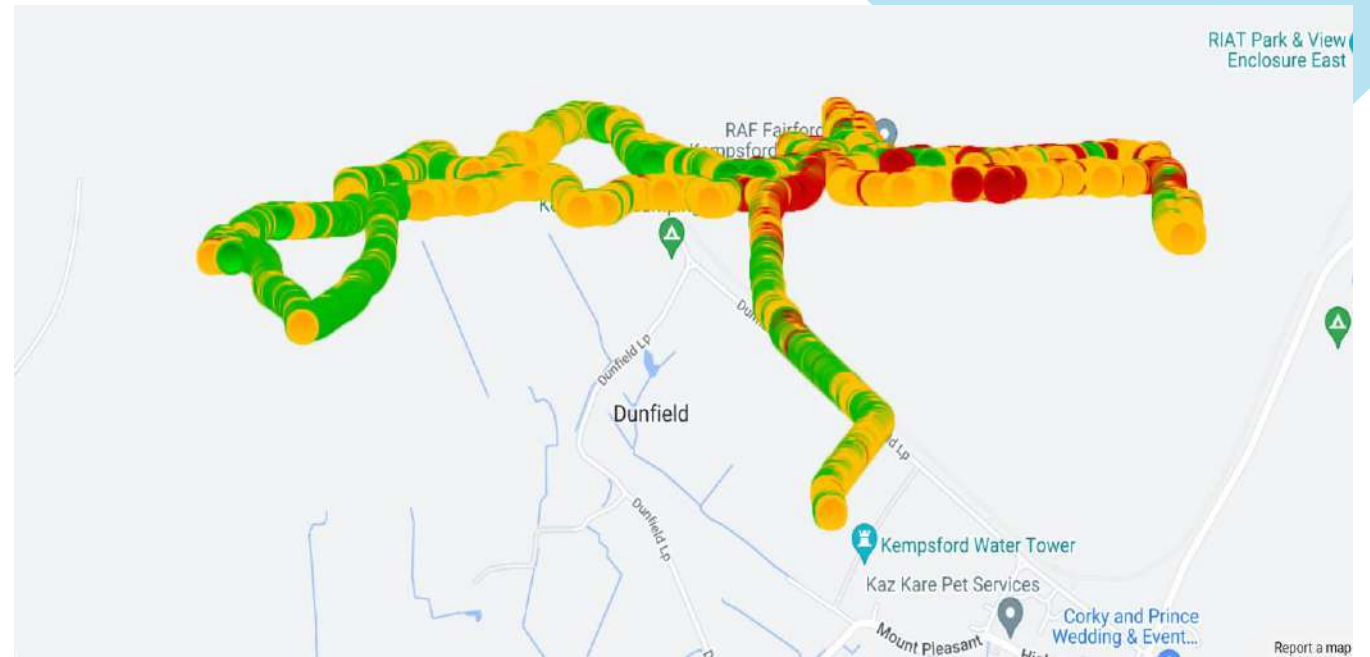 RIAT Park & View
Enclosure East
RAF Fairford
Kempsford
Dunfield Lp
Dunfield
Dunfield Lp
Kempsford Water Tower
Kaz Kare Pet Services
Corky and Prince
Wedding & Event...
Mount Pleasant
Report a map